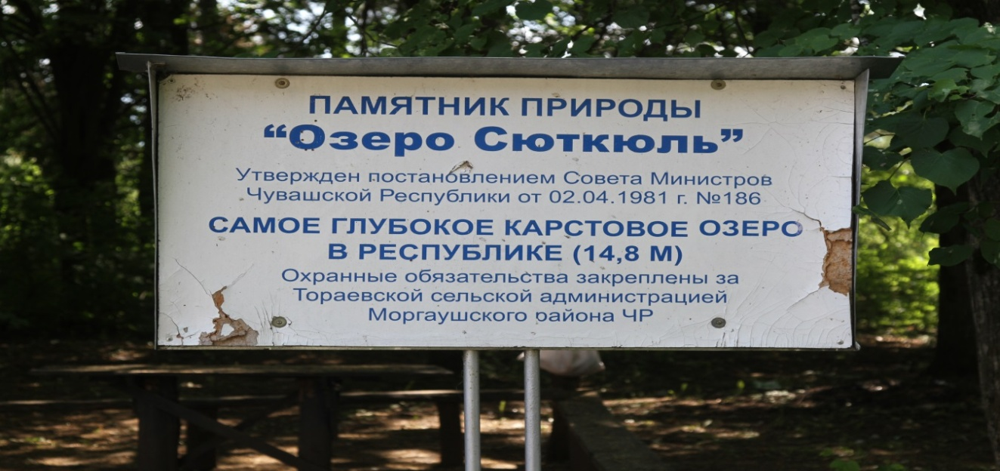 ПАМЯТНИК ПРИРОДЫ
“Озеро Сюткюль”
Утвержден постановлением Совета Министров
Чувашской Республики от 02.04.1981 г. №186
САМОЕ ГЛУБОКОЕ КАРСТОВОЕ ОЗЕРО
В РЕСПУБЛИКЕ (14,8 М)
Охранные обязательства закреплены за
Тораевской сельской администрацией
Моргаушского района ЧР